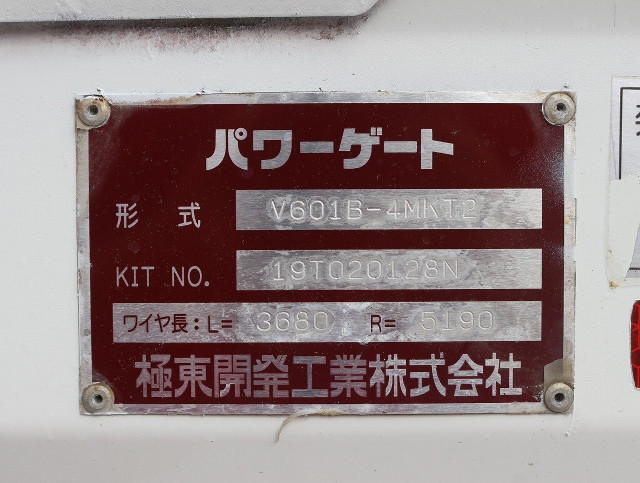 パワーゲート
形 式 V601B-4MKT2
KIT NO. 19T020128N
ワイヤ長:L= 3680 R= 5190
極東開発工業株式会社